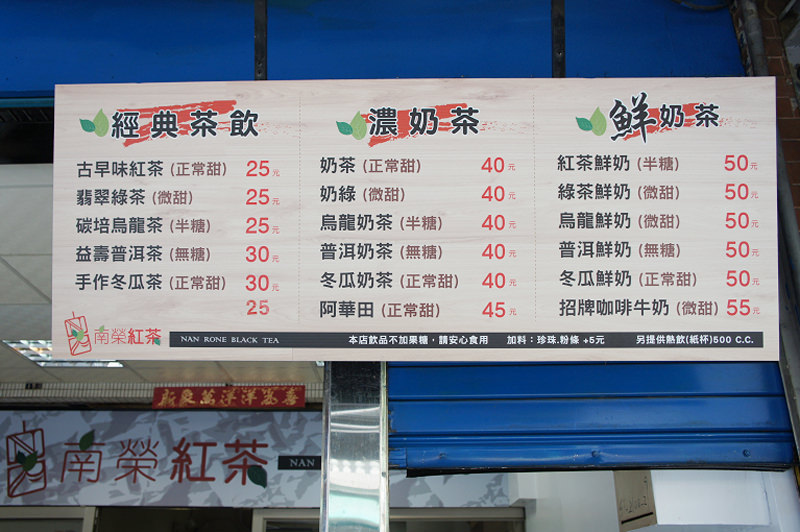 經典茶飲
古早味紅茶 (正常甜) 25元
翡翠綠茶 (微甜) 25元
碳培烏龍茶 (半糖) 25元
益壽普洱茶 (無糖) 30元
手作冬瓜茶 (正常甜) 30元
25
濃奶茶
奶茶 (正常甜) 40元
奶綠 (微甜) 40元
烏龍奶茶 (半糖) 40元
普洱奶茶 (無糖) 40元
冬瓜奶茶 (正常甜) 40元
阿華田 (正常甜) 45元
鮮奶茶
紅茶鮮奶 (半糖) 50元
綠茶鮮奶 (微甜) 50元
烏龍鮮奶 (微甜) 50元
普洱鮮奶 (無糖) 50元
冬瓜鮮奶 (正常甜) 50元
招牌咖啡牛奶 (微甜) 55元
南榮紅茶 NAN RONE BLACK TEA 本店飲品不加果糖，請安心食用 加料：珍珠.粉條 +5元 另提供熱飲(紙杯)500 C.C.
南榮紅茶 NAN